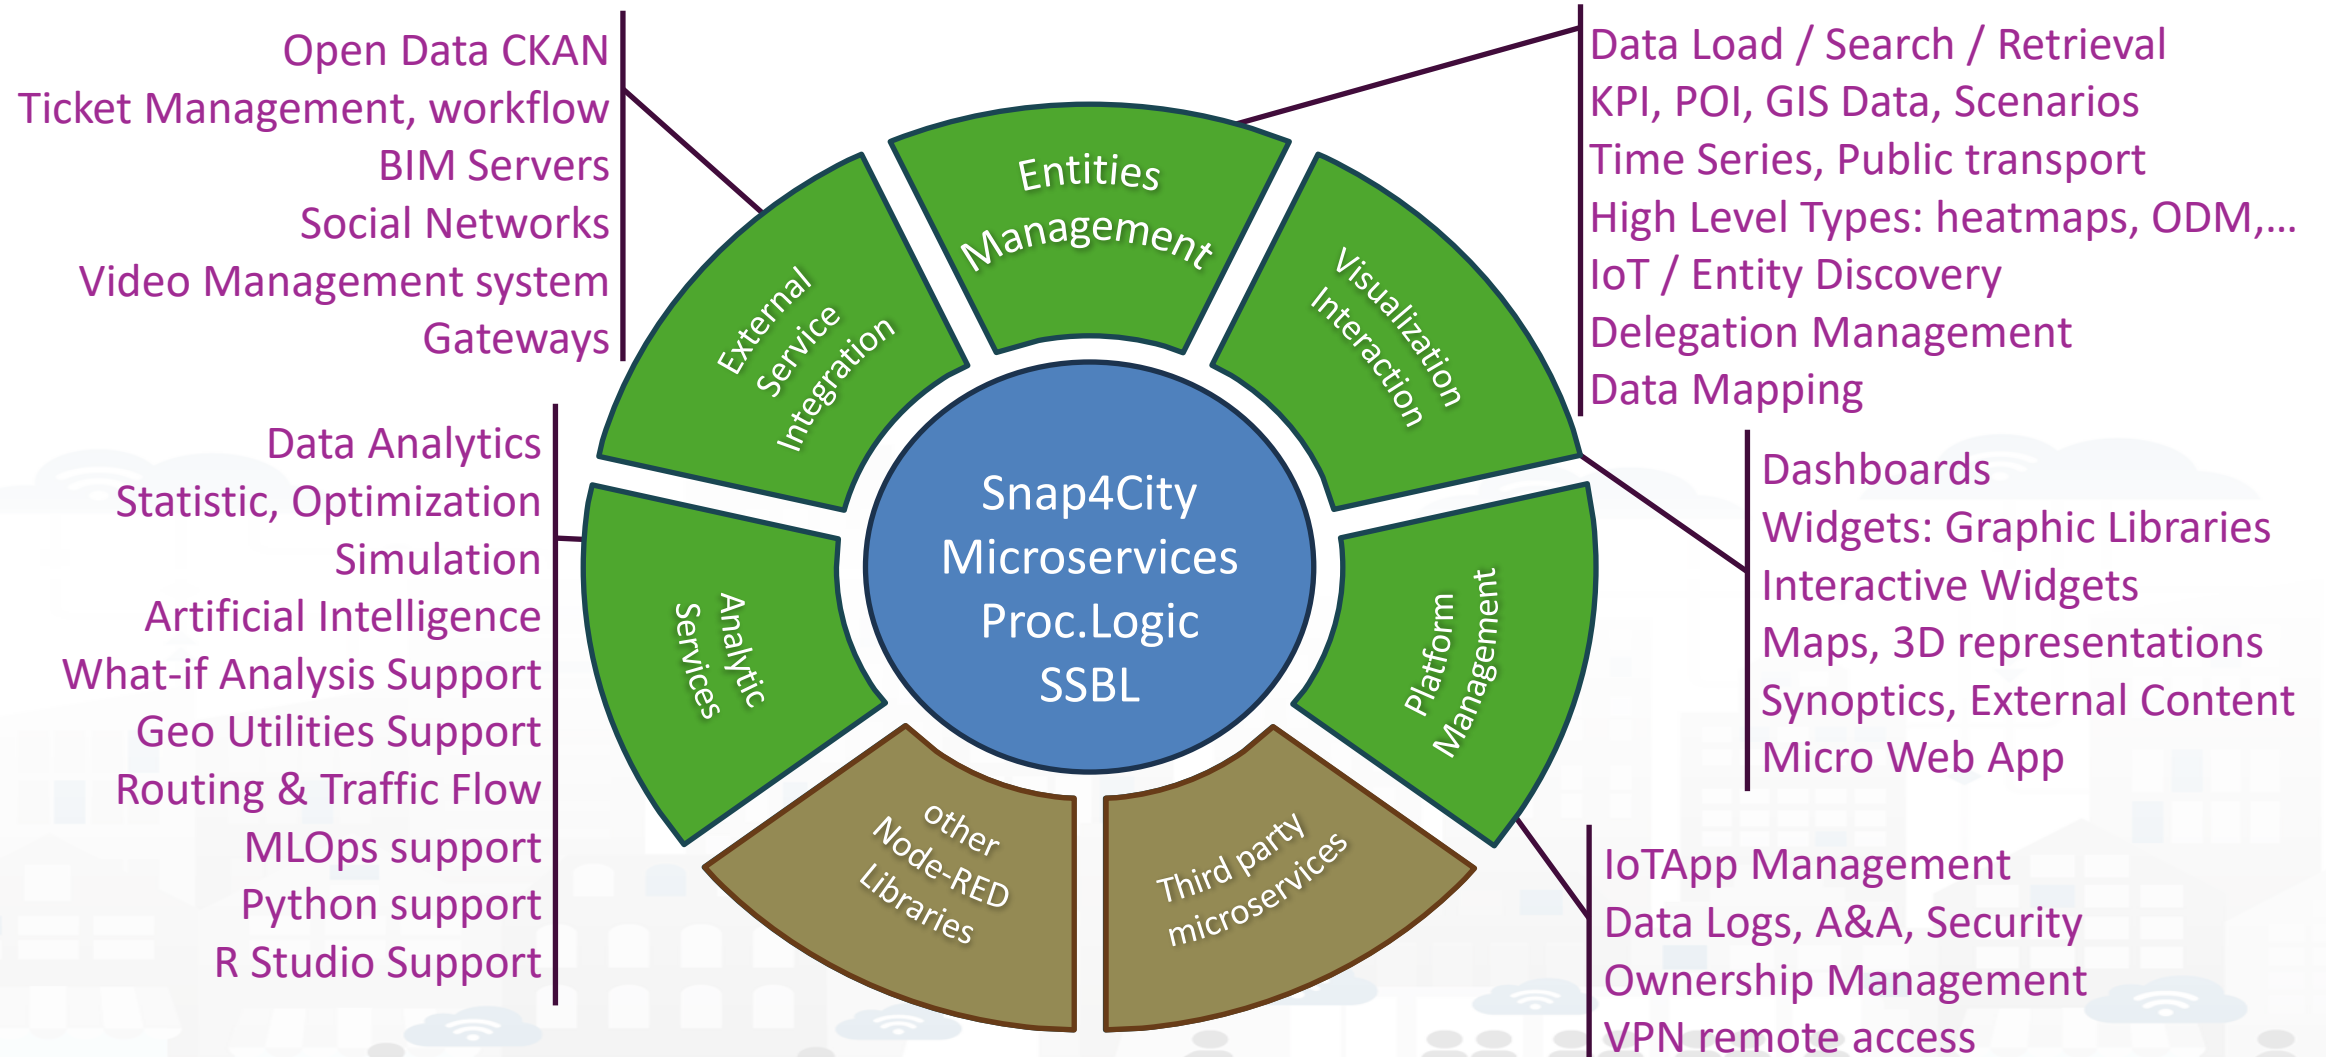 Open Data CKAN
Ticket Management, workflow
BIM Servers
Social Networks
Video Management system
Gateways
Data Analytics
Statistic, Optimization
Simulation
Artificial Intelligence
What-if Analysis Support
Geo Utilities Support
Routing & Traffic Flow
MLOps support
Python support
R Studio Support
Entities
Management
External
Service
Integration
Visualization
Interaction
Analytic
Services
Platform
Management
other
Node-RED
Libraries
Third party
microservices
Snap4City
Microservices
Proc.Logic
SSBL
Data Load / Search / Retrieval
KPI, POI, GIS Data, Scenarios
Time Series, Public transport
High Level Types: heatmaps, ODM,...
IoT / Entity Discovery
Delegation Management
Data Mapping
Dashboards
Widgets: Graphic Libraries
Interactive Widgets
Maps, 3D representations
Synoptics, External Content
Micro Web App
IoTApp Management
Data Logs, A&A, Security
Ownership Management
VPN remote access